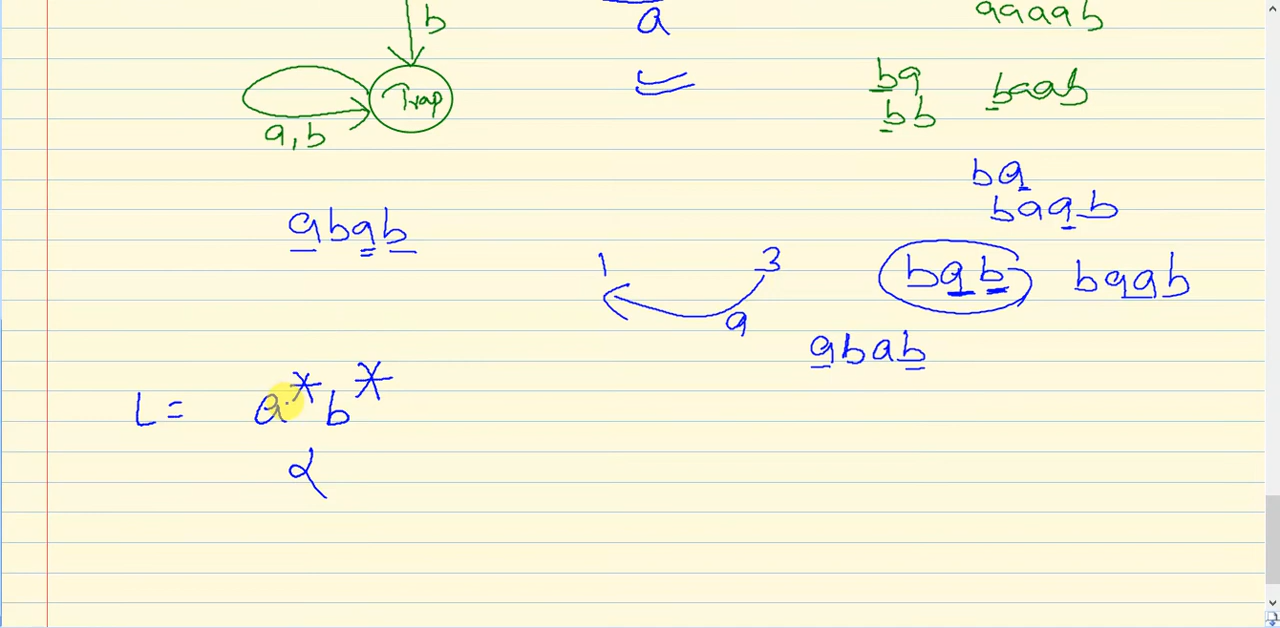 b a aaaab
Trap ba baab
a, b bb
ba
abab baab
1 3 bab baab
a abab
L = a* b*
α